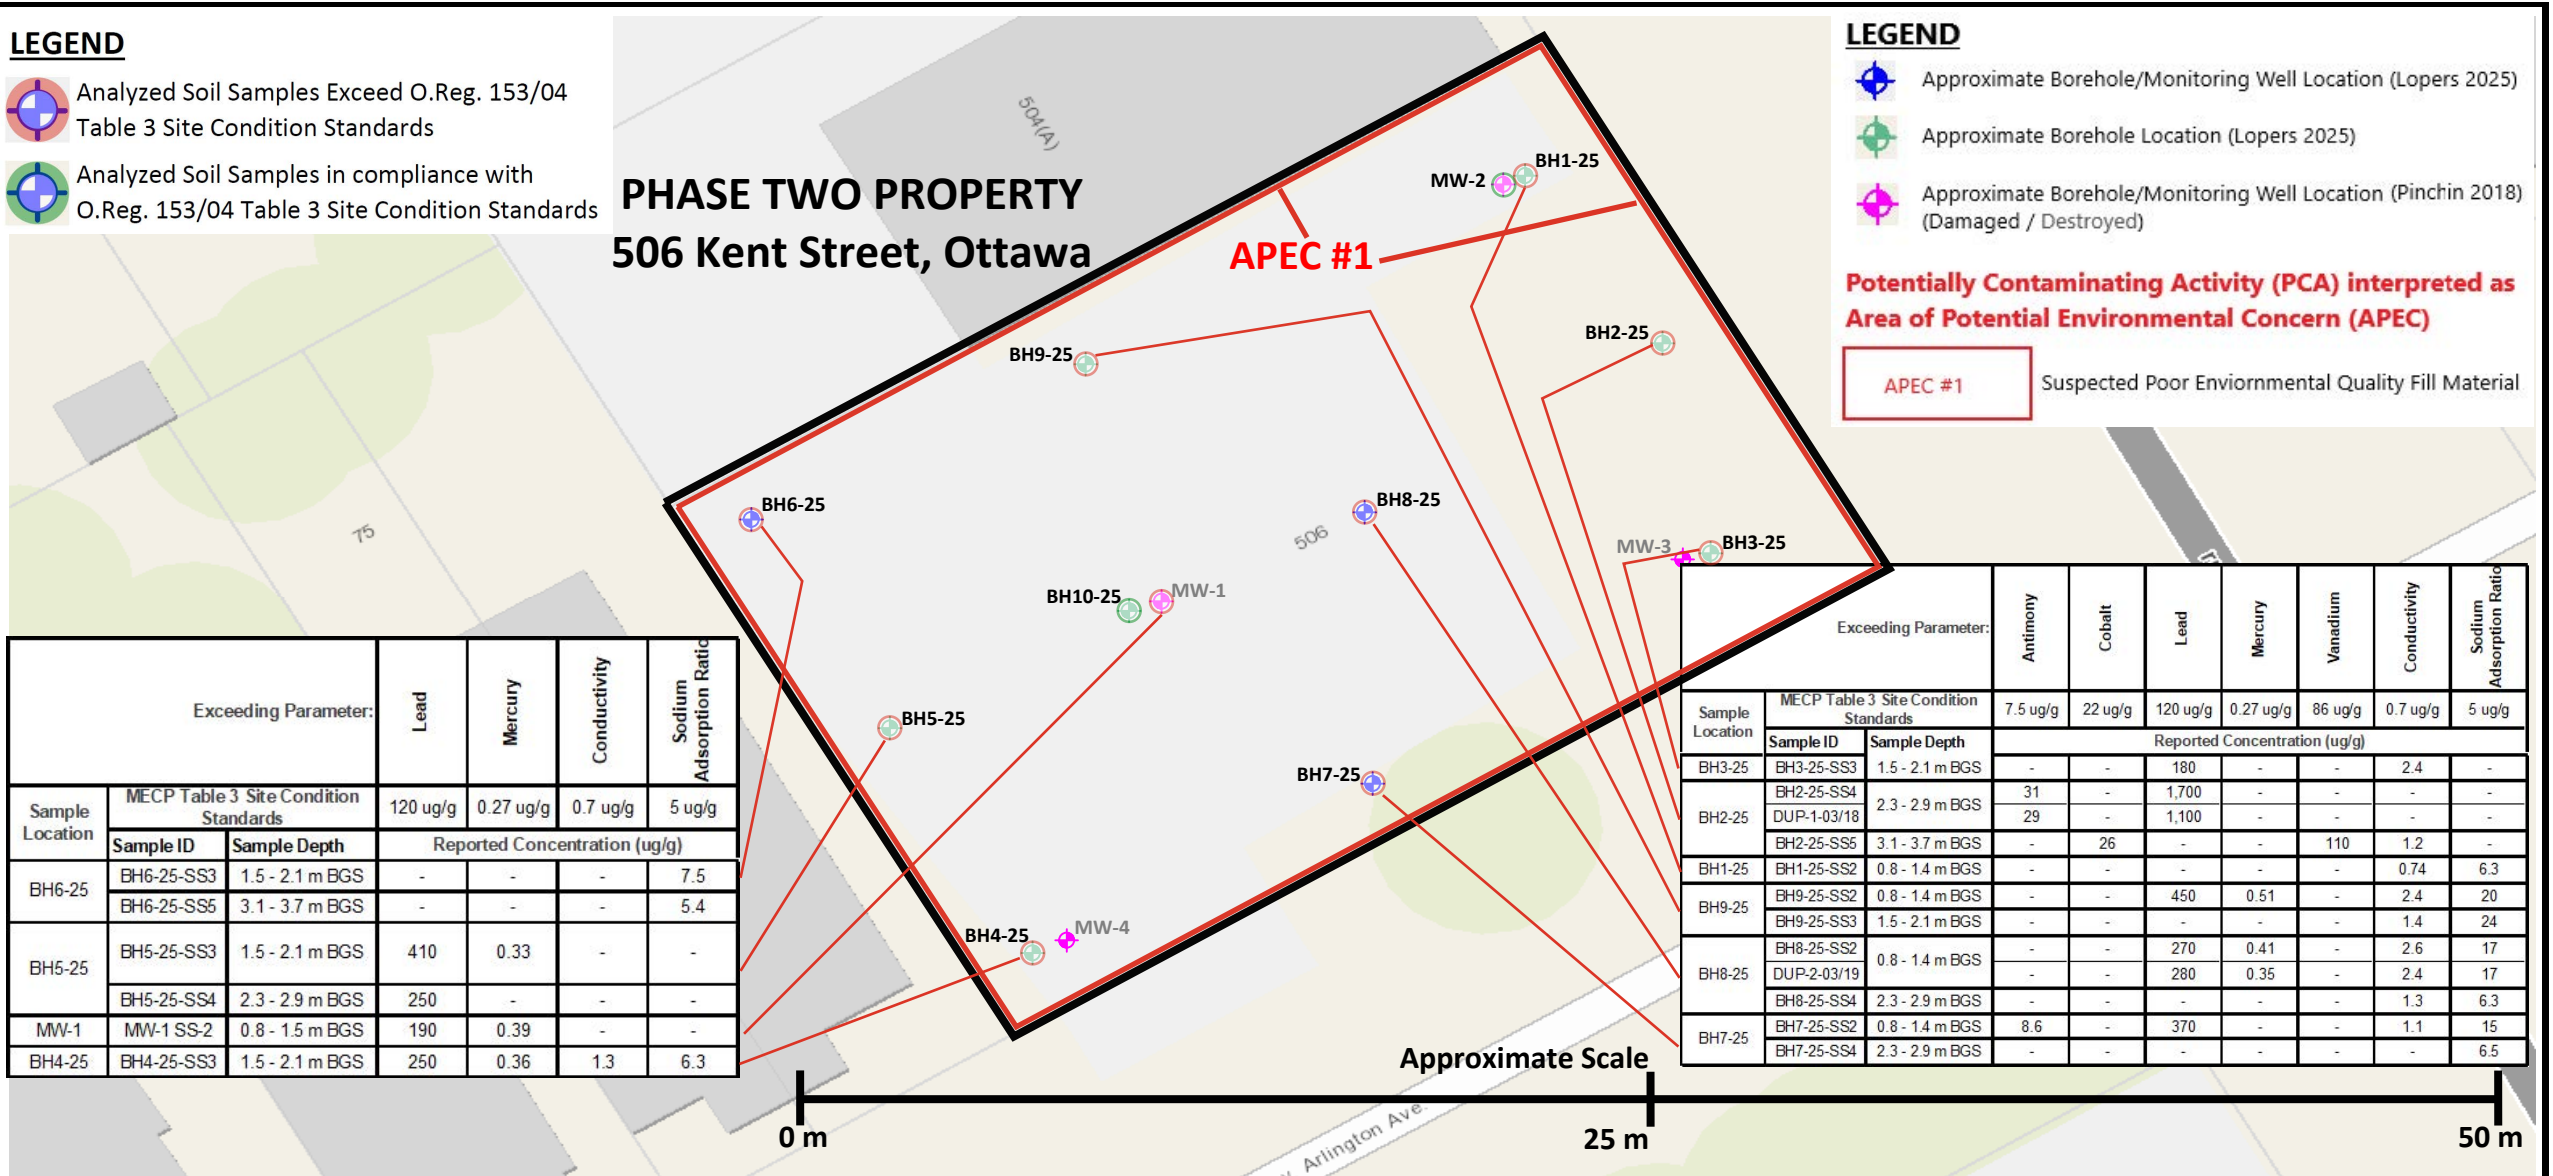 LEGEND
Analyzed Soil Samples Exceed O.Reg. 153/04
Table 3 Site Condition Standards
Analyzed Soil Samples in compliance with
O.Reg. 153/04 Table 3 Site Condition Standards
PHASE TWO PROPERTY
506 Kent Street, Ottawa
LEGEND
Approximate Borehole/Monitoring Well Location (Lopers 2025)
Approximate Borehole Location (Lopers 2025)
Approximate Borehole/Monitoring Well Location (Pinchin 2018)
(Damaged / Destroyed)
Potentially Contaminating Activity (PCA) interpreted as
Area of Potential Environmental Concern (APEC)
APEC #1 Suspected Poor Enviornmental Quality Fill Material
504(A)
APEC #1
MW-2
BH1-25
BH2-25
BH9-25
BH6-25
BH8-25
75
506
MW-3
BH3-25
BH10-25
MW-1
BH5-25
BH7-25
BH4-25
MW-4
Exceeding Parameter: Lead Mercury Conductivity Sodium Adsorption Ratio
Sample Location MECP Table 3 Site Condition Standards 120 ug/g 0.27 ug/g 0.7 ug/g 5 ug/g
Sample ID Sample Depth Reported Concentration (ug/g)
BH6-25 BH6-25-SS3 1.5 - 2.1 m BGS - - - 7.5
BH6-25-SS5 3.1 - 3.7 m BGS - - - 5.4
BH5-25 BH5-25-SS3 1.5 - 2.1 m BGS 410 0.33 - -
BH5-25-SS4 2.3 - 2.9 m BGS 250 - - -
MW-1 MW-1 SS-2 0.8 - 1.5 m BGS 190 0.39 - -
BH4-25 BH4-25-SS3 1.5 - 2.1 m BGS 250 0.36 1.3 6.3
Exceeding Parameter: Antimony Cobalt Lead Mercury Vanadium Conductivity Sodium Adsorption Ratio
Sample Location MECP Table 3 Site Condition Standards 7.5 ug/g 22 ug/g 120 ug/g 0.27 ug/g 86 ug/g 0.7 ug/g 5 ug/g
Sample ID Sample Depth Reported Concentration (ug/g)
BH3-25 BH3-25-SS3 1.5 - 2.1 m BGS - - 180 - - 2.4 -
BH2-25 BH2-25-SS4 2.3 - 2.9 m BGS 31 - 1,700 - - - -
DUP-1-03/18 29 - 1,100 - - - -
BH2-25-SS5 3.1 - 3.7 m BGS - 26 - - 110 1.2 -
BH1-25 BH1-25-SS2 0.8 - 1.4 m BGS - - - - - 0.74 6.3
BH9-25 BH9-25-SS2 0.8 - 1.4 m BGS - - 450 0.51 - 2.4 20
BH9-25-SS3 1.5 - 2.1 m BGS - - - - - 1.4 24
BH8-25 BH8-25-SS2 0.8 - 1.4 m BGS - - 270 0.41 - 2.6 17
DUP-2-03/19 - - 280 0.35 - 2.4 17
BH8-25-SS4 2.3 - 2.9 m BGS - - - - - 1.3 6.3
BH7-25 BH7-25-SS2 0.8 - 1.4 m BGS 8.6 - 370 - - 1.1 15
BH7-25-SS4 2.3 - 2.9 m BGS - - - - - - 6.5
Approximate Scale
0 m
25 m
50 m
Arlington Ave.